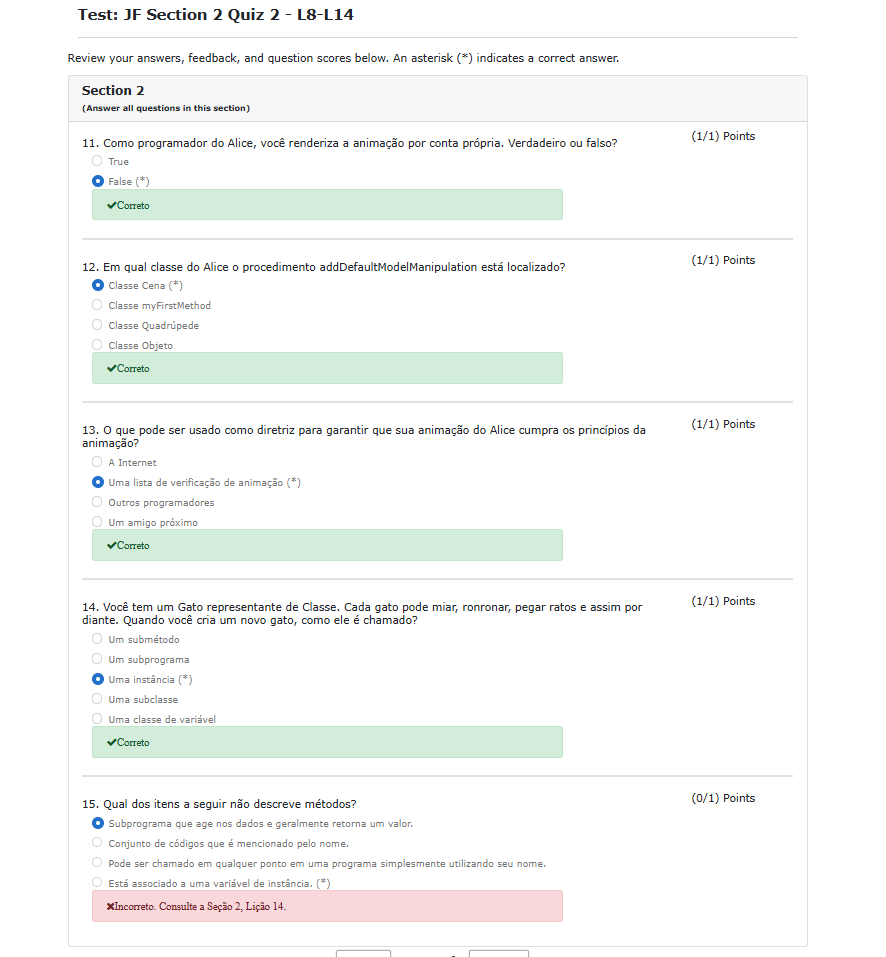 Test: JF Section 2 Quiz 2 - L8-L14
Review your answers, feedback, and question scores below. An asterisk (*) indicates a correct answer.
Section 2
(Answer all questions in this section)
11. Como programador do Alice, você renderiza a animação por conta própria. Verdadeiro ou falso?
(1/1) Points
True
False (*)
✔Correto
12. Em qual classe do Alice o procedimento addDefaultModelManipulation está localizado?
(1/1) Points
Classe Cena (*)
Classe myFirstMethod
Classe Quadrúpede
Classe Objeto
✔Correto
13. O que pode ser usado como diretriz para garantir que sua animação do Alice cumpra os princípios da
animação?
(1/1) Points
A Internet
Uma lista de verificação de animação (*)
Outros programadores
Um amigo próximo
✔Correto
14. Você tem um Gato representante de Classe. Cada gato pode miar, ronronar, pegar ratos e assim por
diante. Quando você cria um novo gato, como ele é chamado?
(1/1) Points
Um submétodo
Um subprograma
Uma instância (*)
Uma subclasse
Uma classe de variável
✔Correto
15. Qual dos itens a seguir não descreve métodos?
(0/1) Points
Subprograma que age nos dados e geralmente retorna um valor.
Conjunto de códigos que é mencionado pelo nome.
Pode ser chamado em qualquer ponto em uma programa simplesmente utilizando seu nome.
Está associado a uma variável de instância. (*)
✖Incorreto. Consulte a Seção 2, Lição 14.